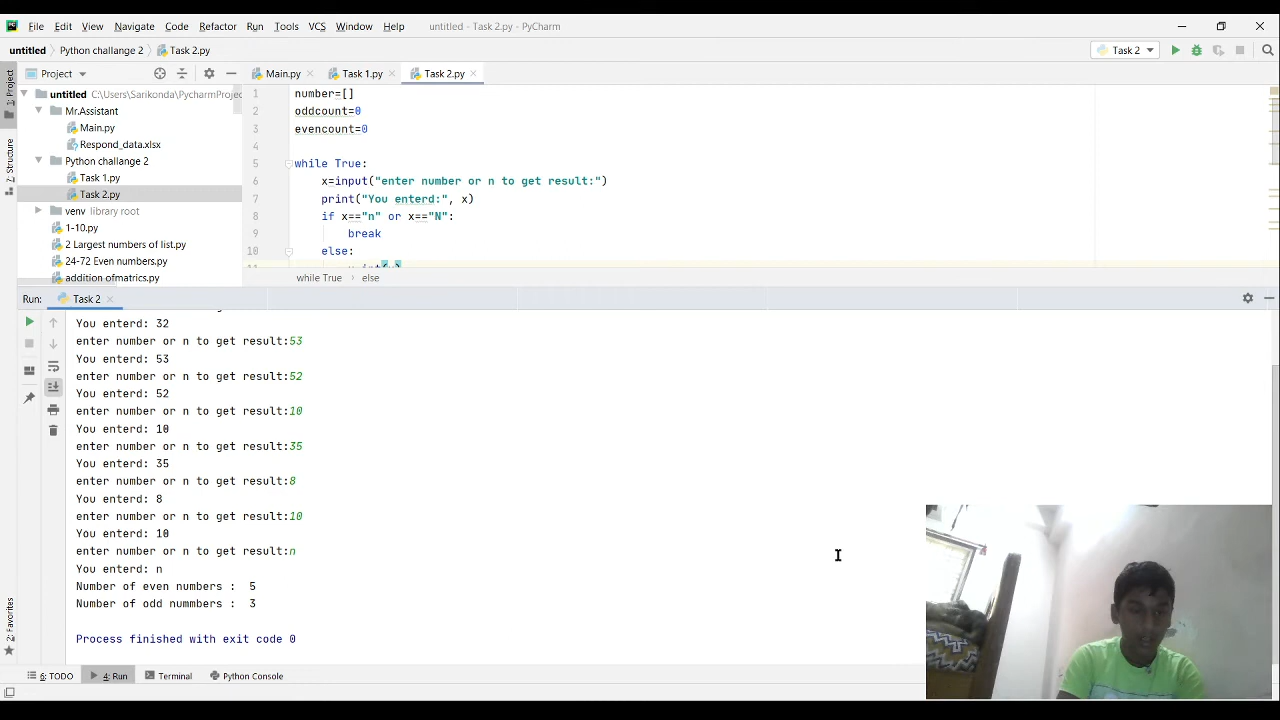 File Edit View Navigate Code Refactor Run Tools VCS Window Help untitled - Task 2.py - PyCharm
untitled Python challange 2 Task 2.py Task 2
1: Project
Project
Main.py Task 1.py Task 2.py
untitled C:\Users\Sarikonda\PycharmProje
Mr.Assistant
Main.py
Respond_data.xlsx
Python challange 2
Task 1.py
Task 2.py
venv library root
1-10.py
2 Largest numbers of list.py
24-72 Even numbers.py
addition ofmatrics.py
Z: Structure
1 number=[]
2 oddcount=0
3 evencount=0
4
5 while True:
6 x=input("enter number or n to get result:")
7 print("You enterd:", x)
8 if x=="n" or x=="N":
9 break
10 else:
while True › else
Run: Task 2
You enterd: 32
enter number or n to get result:53
You enterd: 53
enter number or n to get result:52
You enterd: 52
enter number or n to get result:10
You enterd: 10
enter number or n to get result:35
You enterd: 35
enter number or n to get result:8
You enterd: 8
enter number or n to get result:10
You enterd: 10
enter number or n to get result:n
You enterd: n
Number of even numbers : 5
Number of odd nummbers : 3
Process finished with exit code 0
2: Favorites
6: TODO 4: Run Terminal Python Console